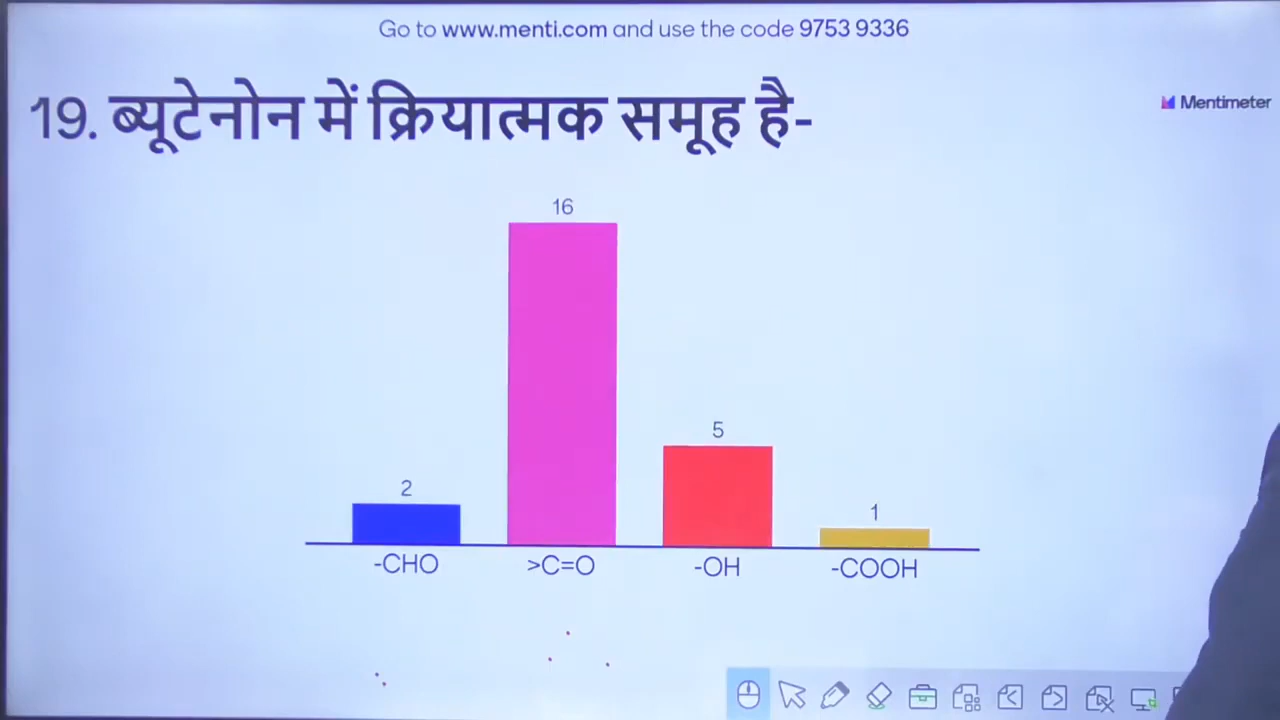 Go to www.menti.com and use the code 9753 9336
19. ब्यूटेनोन में क्रियात्मक समूह है-
Mentimeter
16
5
2
1
-CHO
>C=O
-OH
-COOH